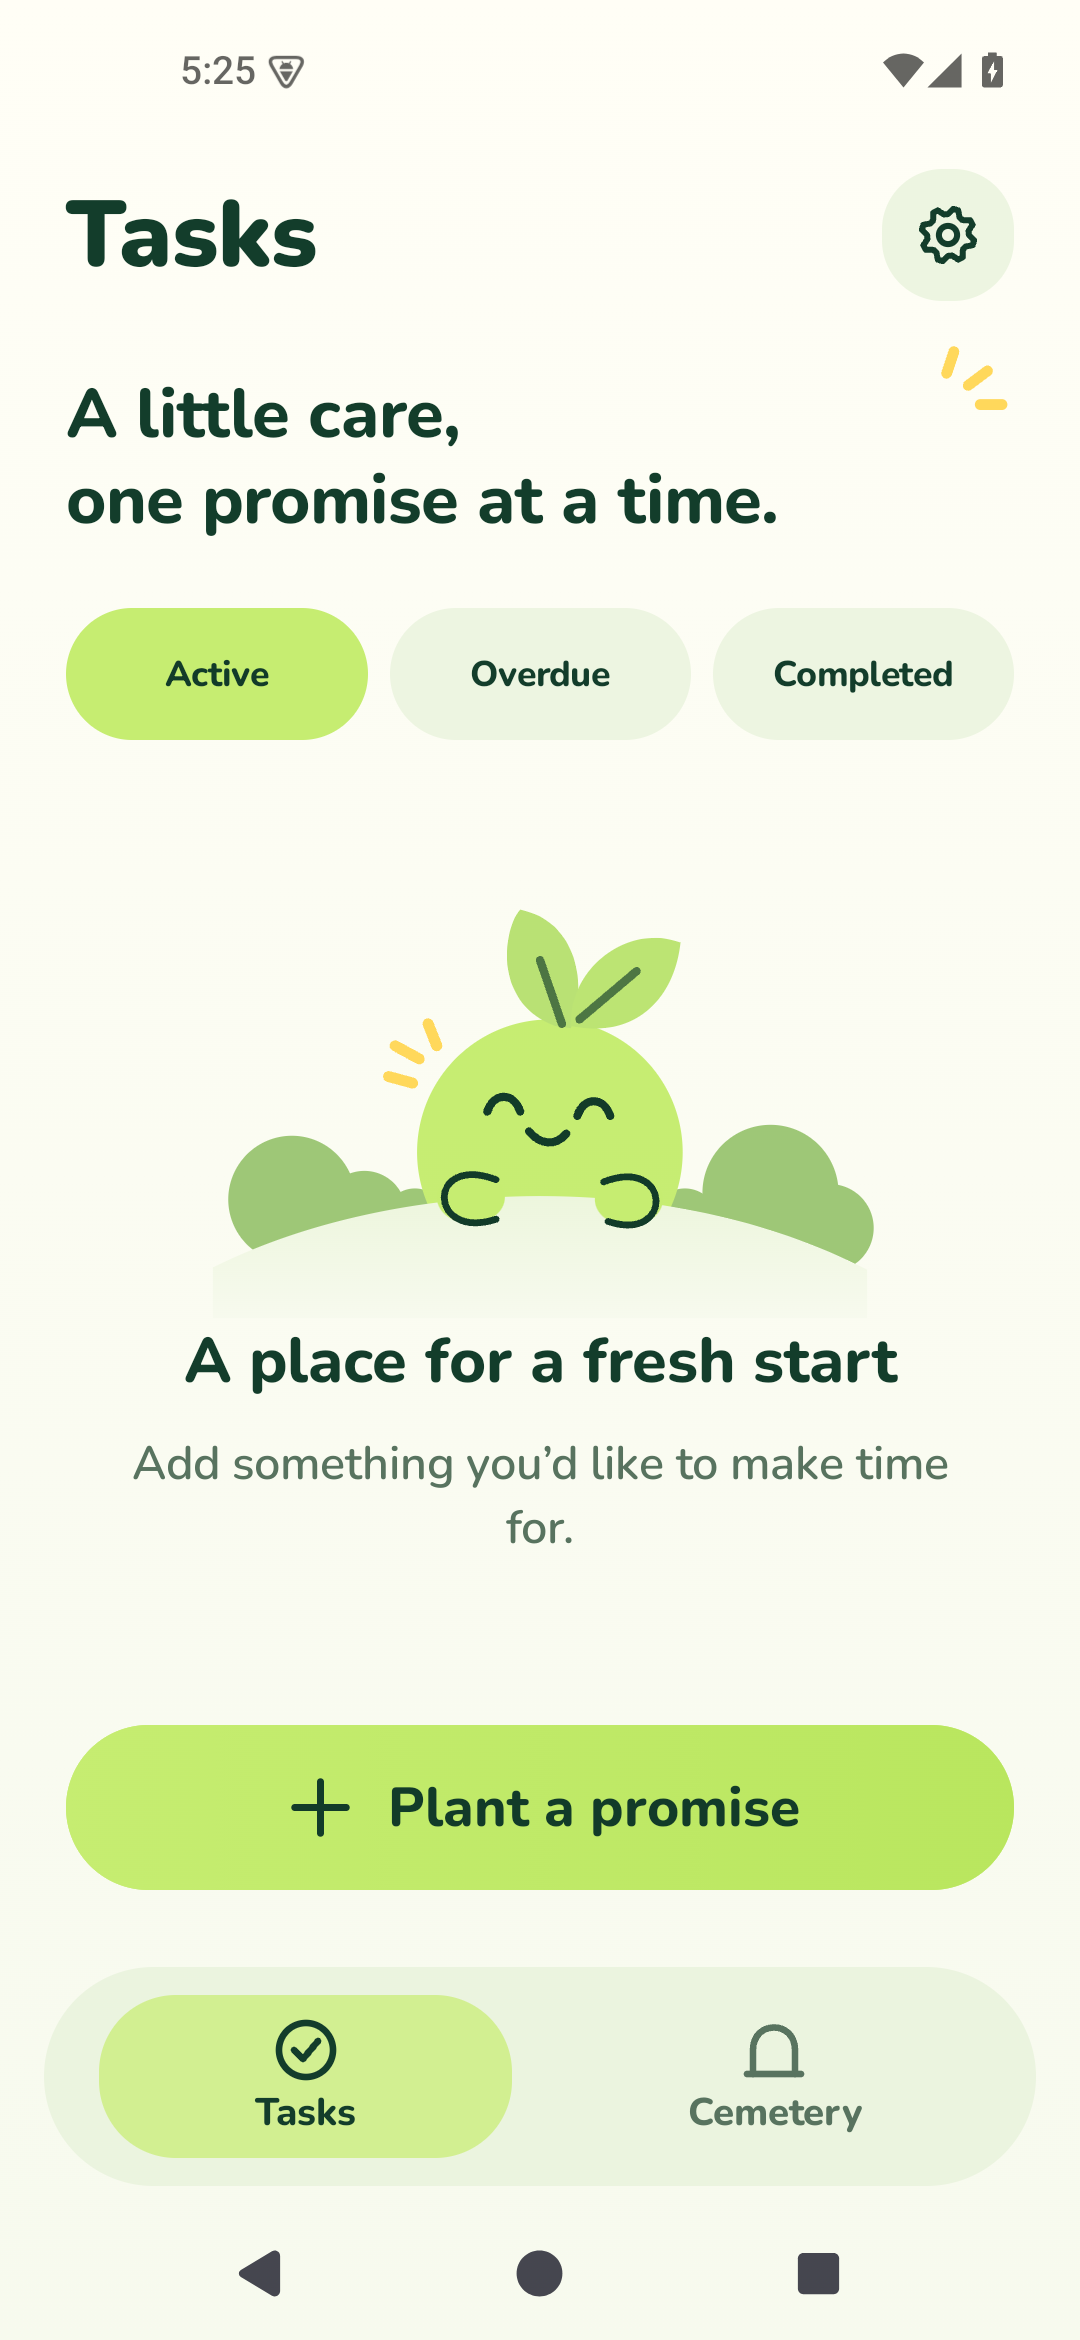 5:25
Tasks
A little care,
one promise at a time.
Active
Overdue
Completed
A place for a fresh start
Add something you’d like to make time
for.
Plant a promise
Tasks
Cemetery